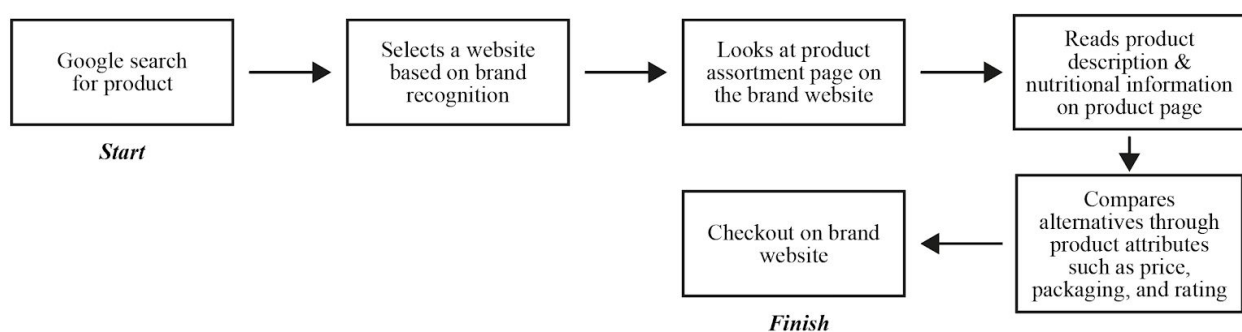 Google search
for product
Selects a website
based on brand
recognition
Looks at product
assortment page on
the brand website
Reads product
description &
nutritional information
on product page
Start
Compares
alternatives through
product attributes
such as price,
packaging, and rating
Checkout on brand
website
Finish